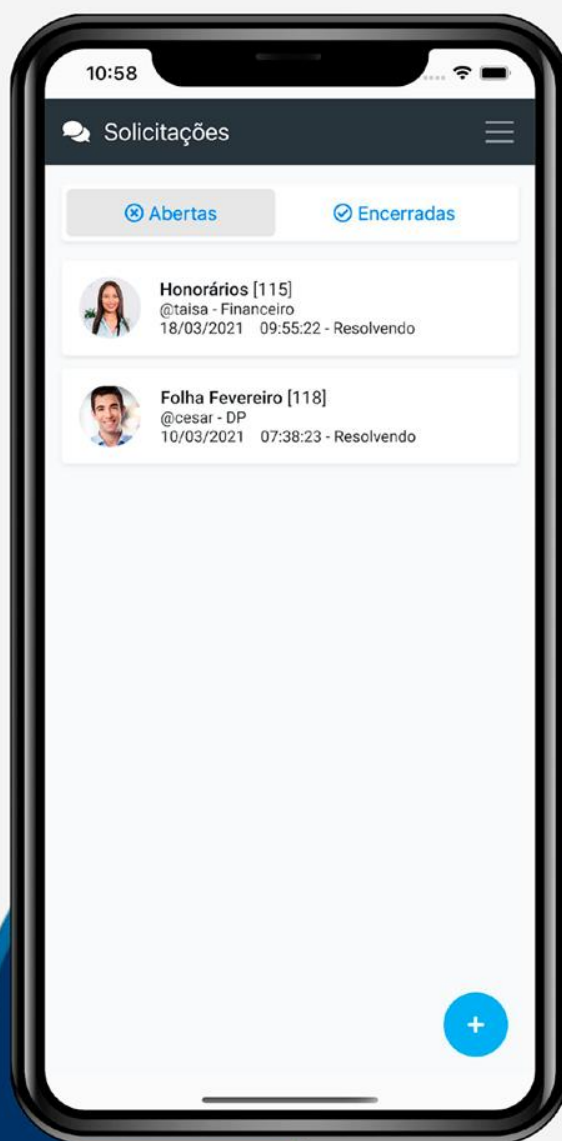 10:58
Solicitações
Abertas
Encerradas
Honorários [115]
@taisa - Financeiro
18/03/2021 09:55:22 - Resolvendo
Folha Fevereiro [118]
@cesar - DP
10/03/2021 07:38:23 - Resolvendo
+